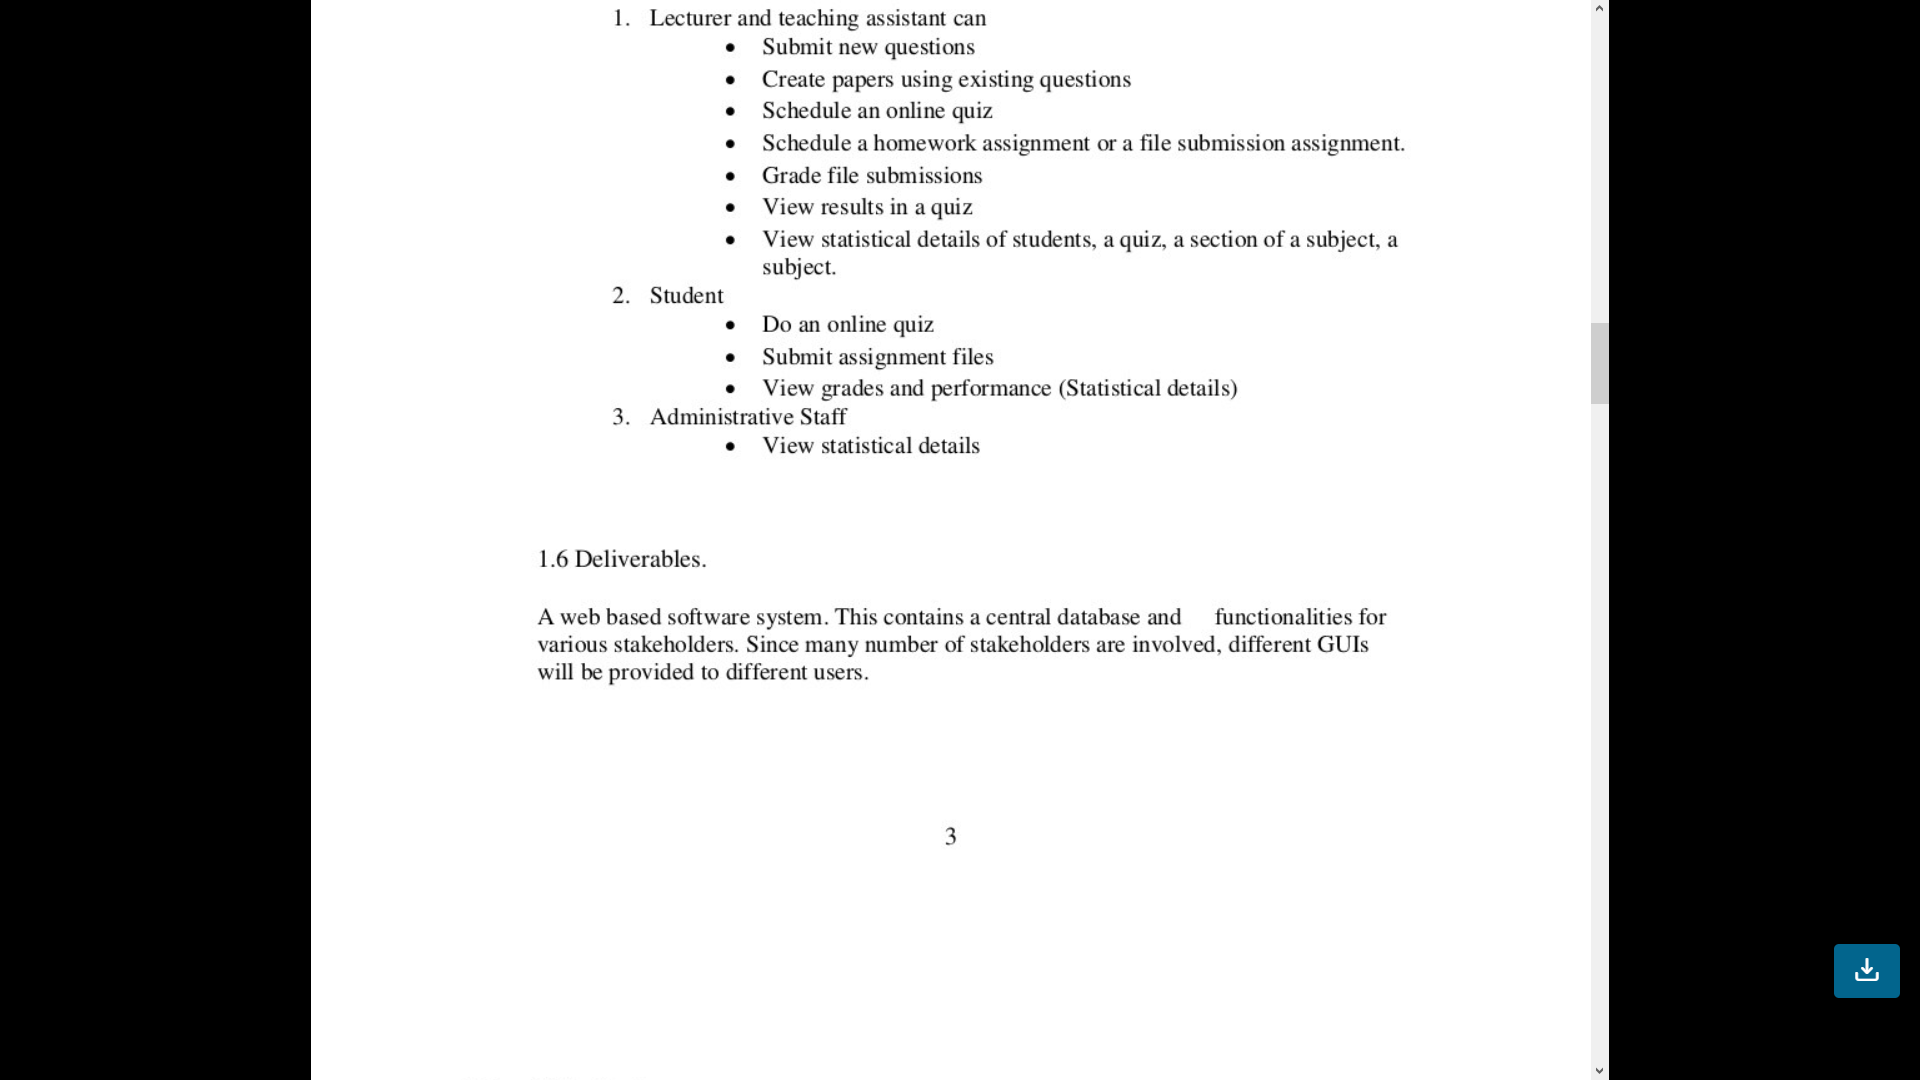 1. Lecturer and teaching assistant can
• Submit new questions
• Create papers using existing questions
• Schedule an online quiz
• Schedule a homework assignment or a file submission assignment.
• Grade file submissions
• View results in a quiz
• View statistical details of students, a quiz, a section of a subject, a
subject.
2. Student
• Do an online quiz
• Submit assignment files
• View grades and performance (Statistical details)
3. Administrative Staff
• View statistical details
1.6 Deliverables.
A web based software system. This contains a central database and functionalities for
various stakeholders. Since many number of stakeholders are involved, different GUIs
will be provided to different users.
3